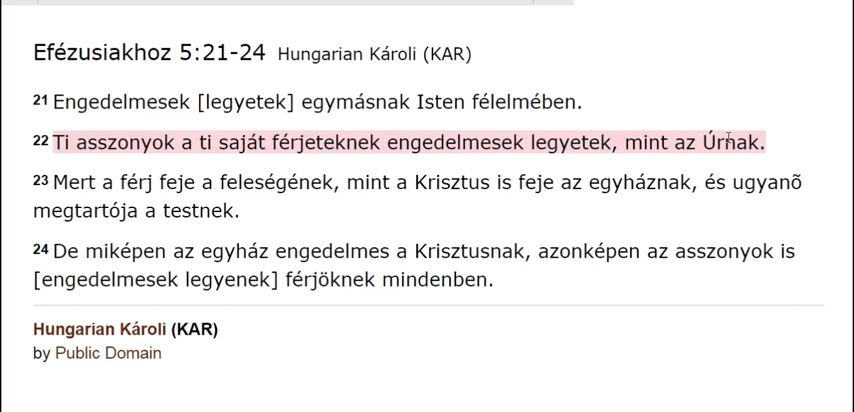 Efézusiakhoz 5:21-24 Hungarian Károli (KAR)
21 Engedelmesek [legyetek] egymásnak Isten félelmében.
22 Ti asszonyok a ti saját férjeteknek engedelmesek legyetek, mint az Úrnak.
23 Mert a férj feje a feleségének, mint a Krisztus is feje az egyháznak, és ugyanõ
megtartója a testnek.
24 De miképen az egyház engedelmes a Krisztusnak, azonképen az asszonyok is
[engedelmesek legyenek] férjöknek mindenben.
Hungarian Károli (KAR)
by Public Domain